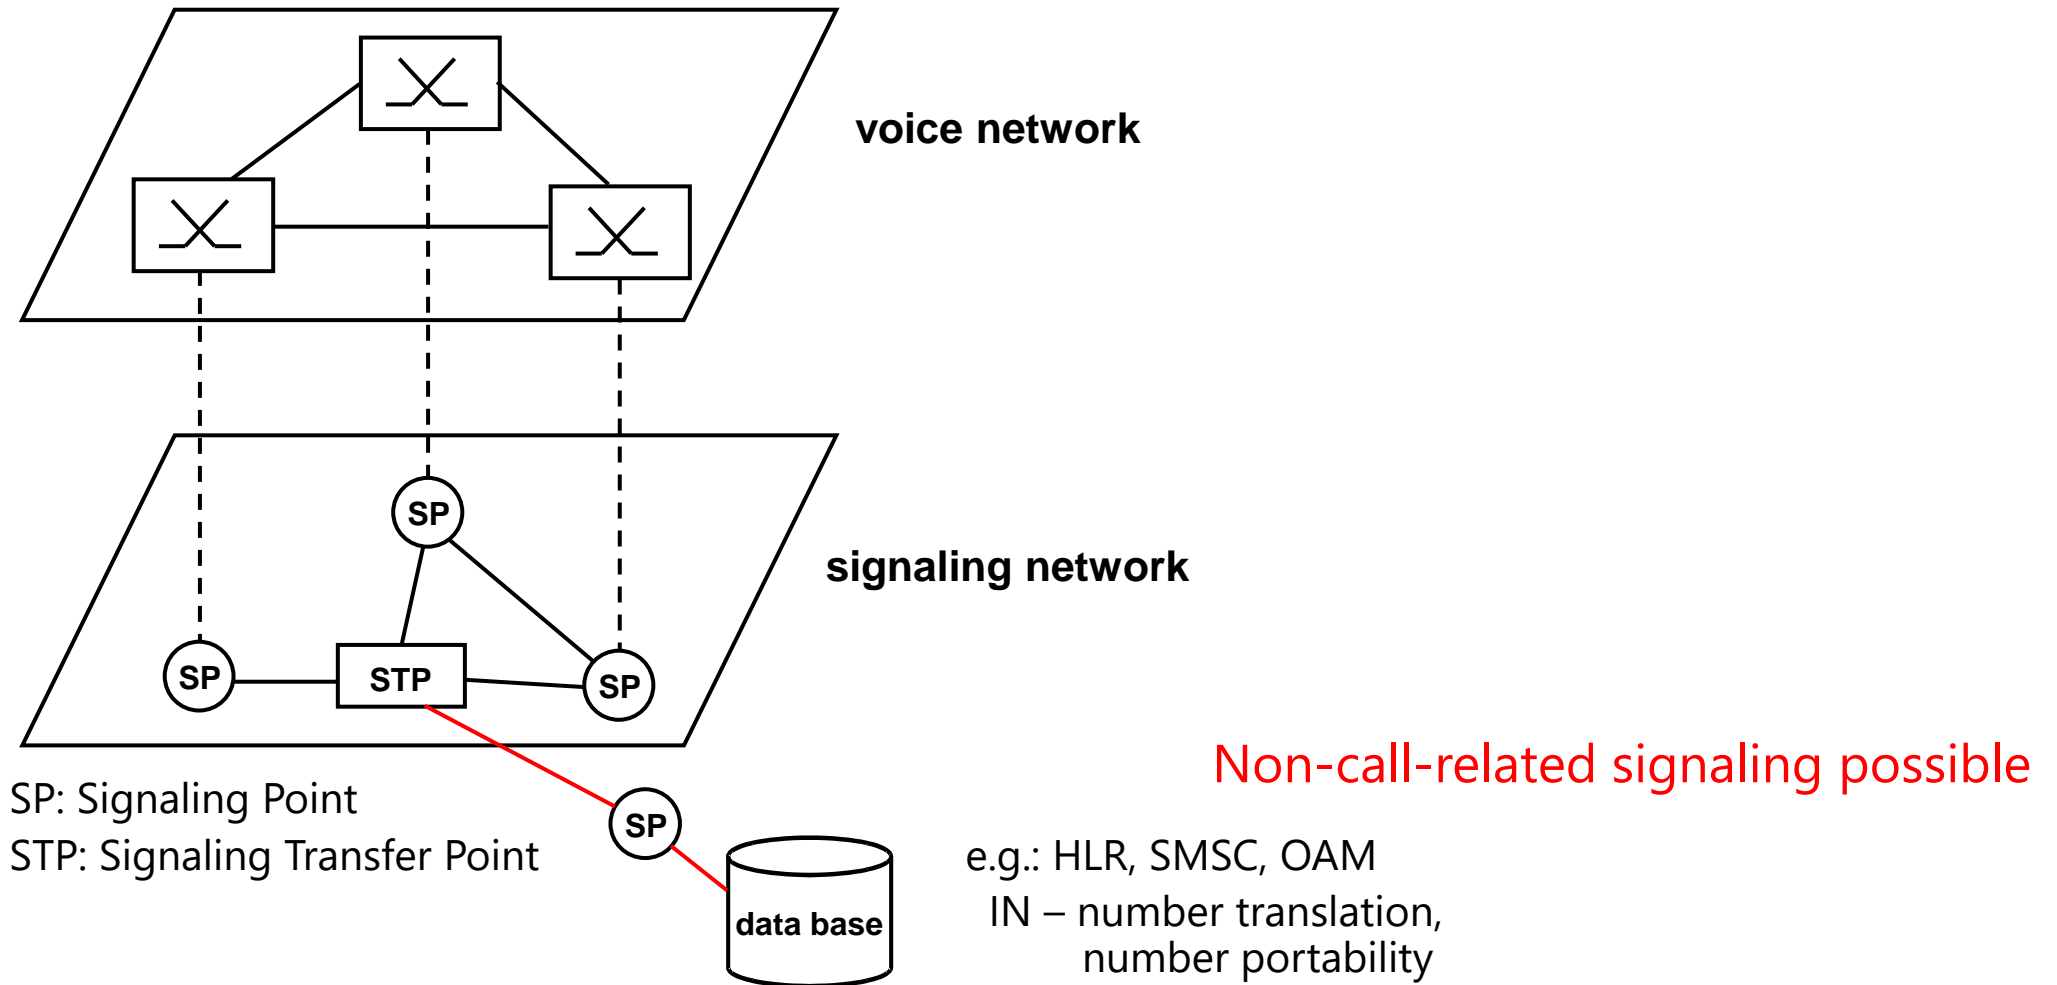 voice network
SP
signaling network
SP
STP
SP
Non-call-related signaling possible
SP: Signaling Point
SP
STP: Signaling Transfer Point
e.g.: HLR, SMSC, OAM
data base
IN – number translation,
number portability